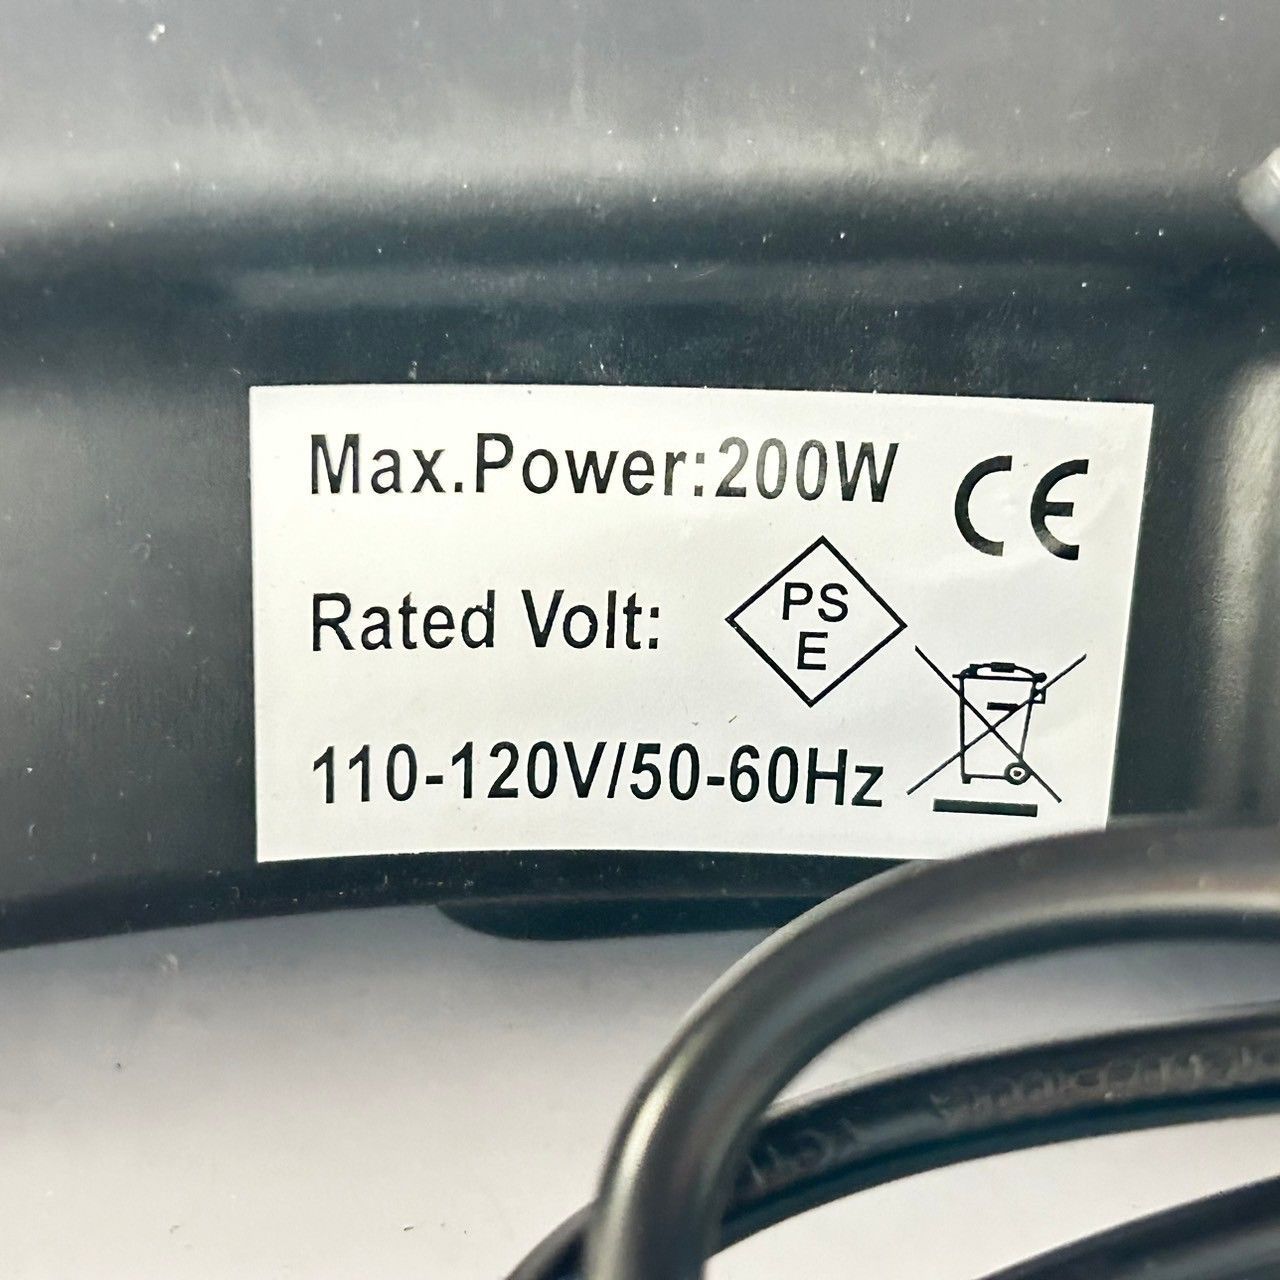 Max.Power:200W
CE
Rated Volt:
PS
E
110-120V/50-60Hz